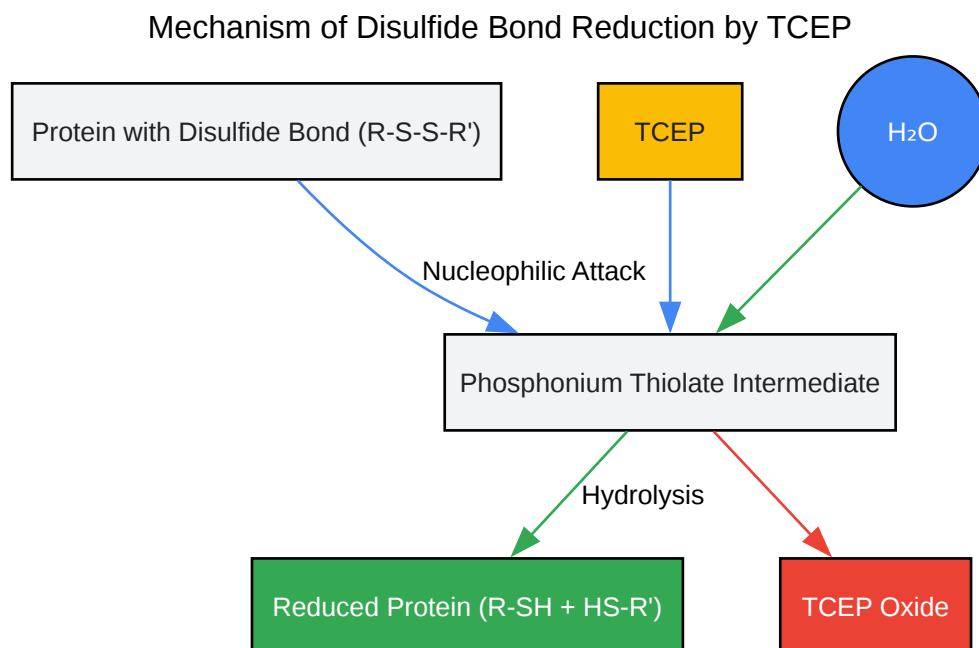 Mechanism of Disulfide Bond Reduction by TCEP
Protein with Disulfide Bond (R-S-S-R')
TCEP
H₂O
Nucleophilic Attack
Phosphonium Thiolate Intermediate
Hydrolysis
Reduced Protein (R-SH + HS-R')
TCEP Oxide